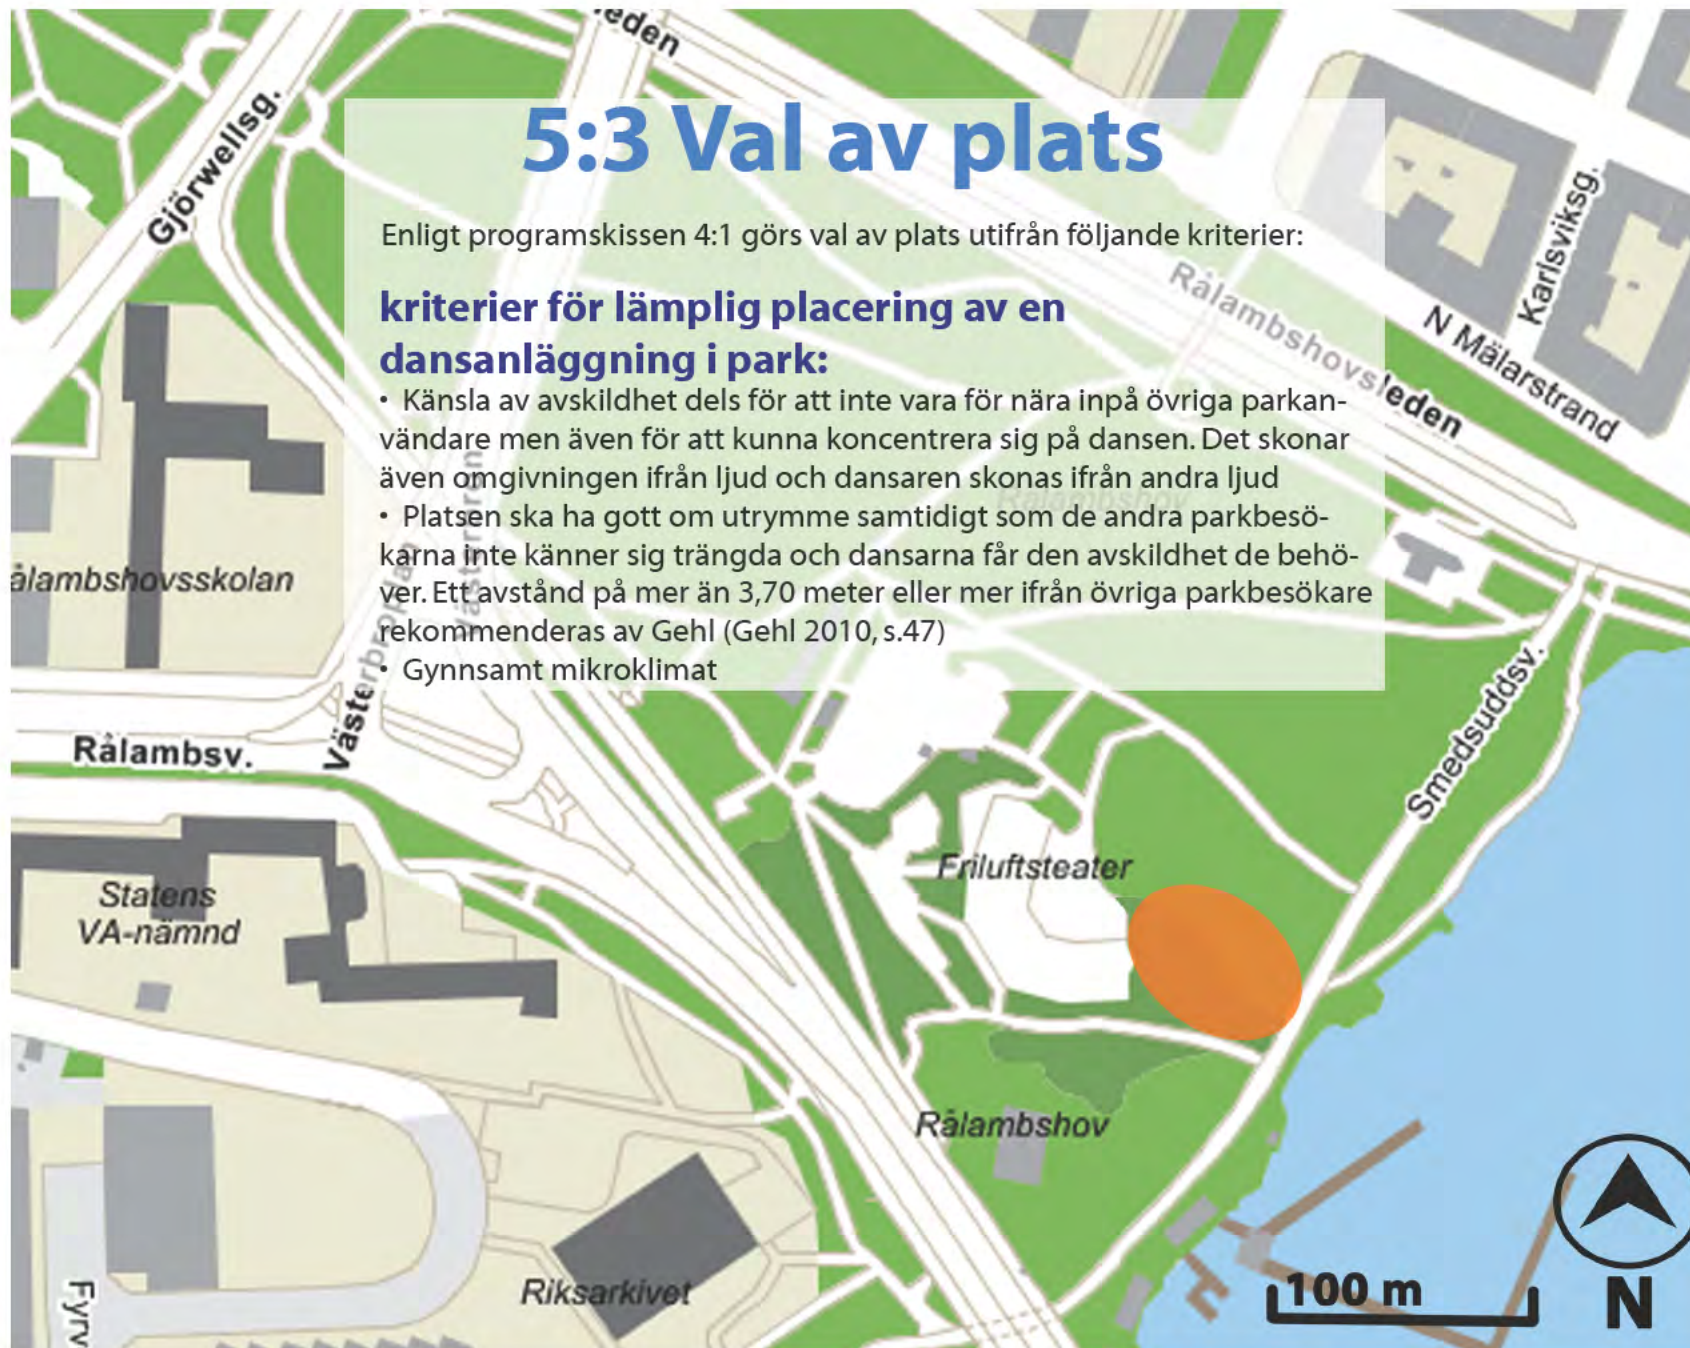 leden
Gjörwellsg.
5:3 Val av plats
Enligt programskissen 4:1 görs val av plats utifrån följande kriterier:
kriterier för lämplig placering av en
dansanläggning i park:
• Känsla av avskildhet dels för att inte vara för nära inpå övriga parkan-
vändare men även för att kunna koncentrera sig på dansen. Det skonar
även omgivningen ifrån ljud och dansaren skonas ifrån andra ljud
• Platsen ska ha gott om utrymme samtidigt som de andra parkbesö-
karna inte känner sig trängda och dansarna får den avskildhet de behö-
ver. Ett avstånd på mer än 3,70 meter eller mer ifrån övriga parkbesökare
rekommenderas av Gehl (Gehl 2010, s.47)
• Gynnsamt mikroklimat
Karlsviksg.
N Mälarstrand
Rålambshovsleden
Rålambshov
Västerbron
Västerbroplan
ålambshovsskolan
Rålambsv.
Smedsuddsv.
Friluftsteater
Statens
VA-nämnd
Rålambshov
Riksarkivet
Fyrv
100 m
N